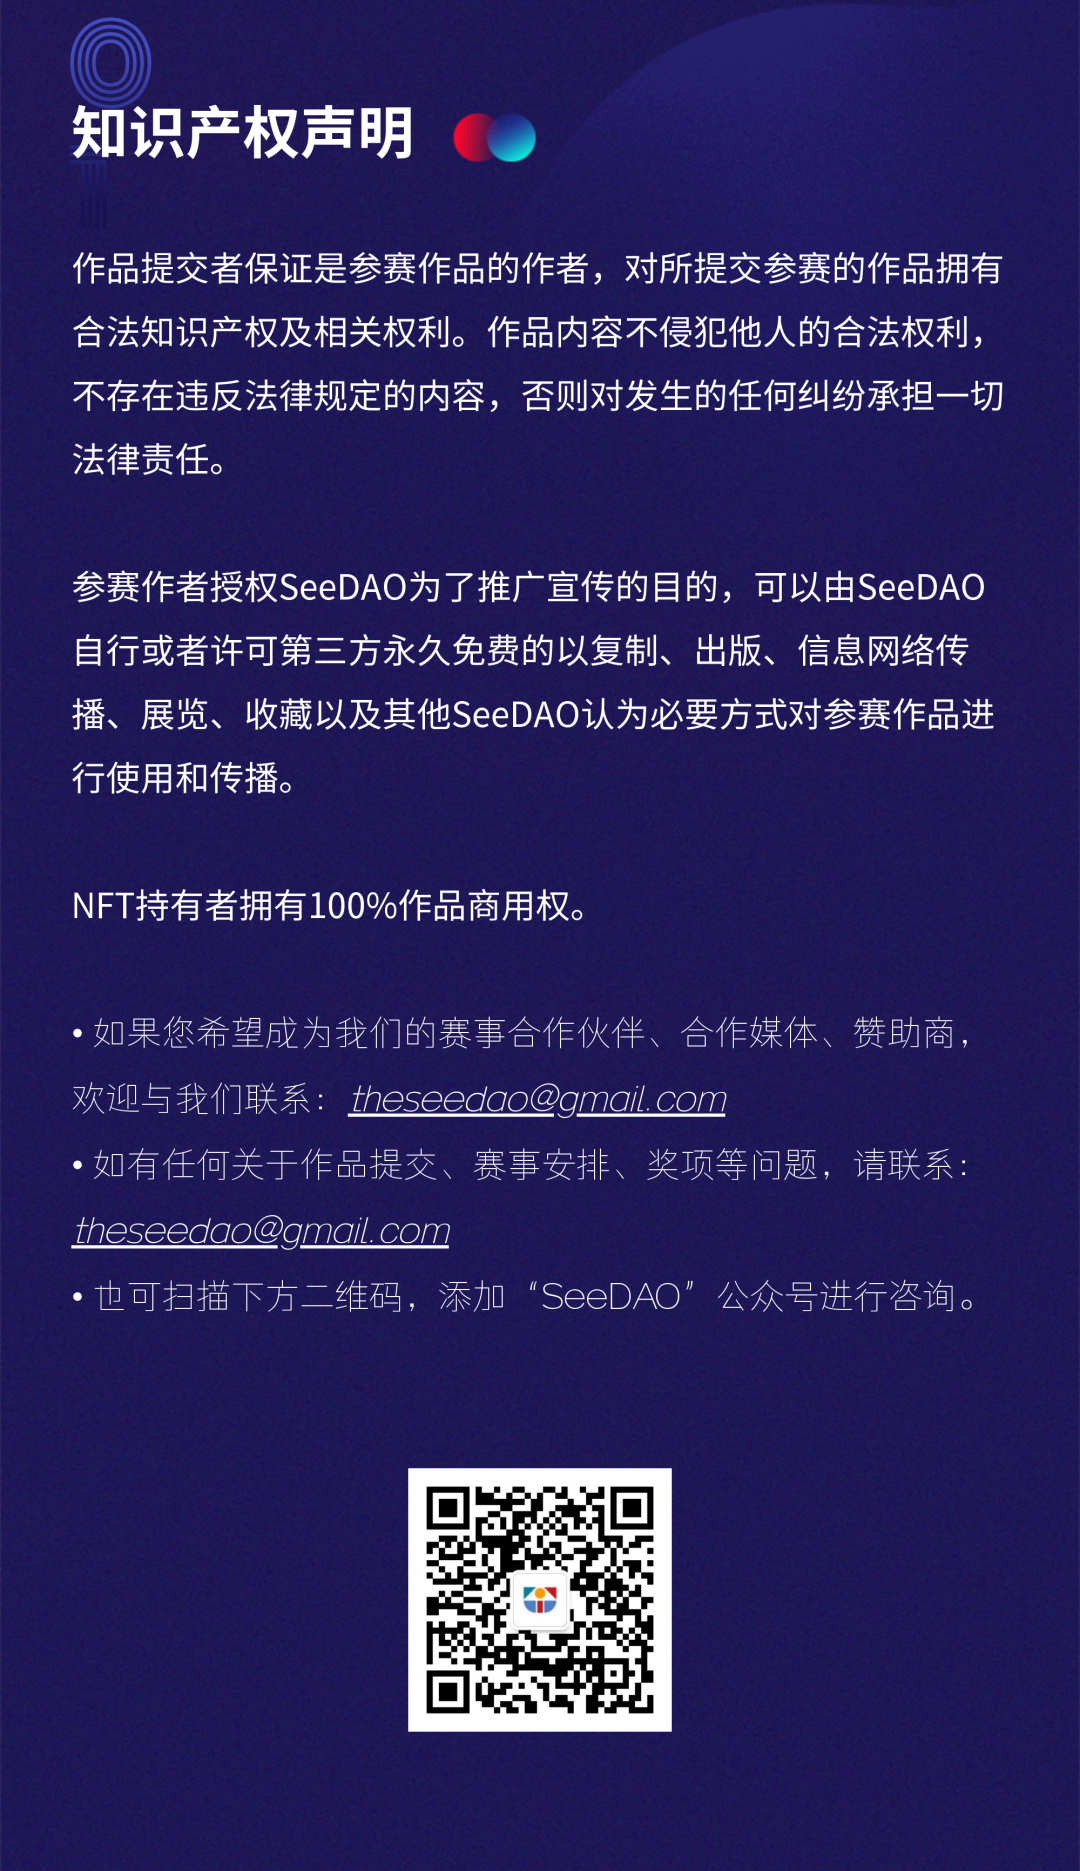 知识产权声明
作品提交者保证是参赛作品的作者，对所提交参赛的作品拥有
合法知识产权及相关权利。作品内容不侵犯他人的合法权利，
不存在违反法律规定的内容，否则对发生的任何纠纷承担一切
法律责任。
参赛作者授权SeeDAO为了推广宣传的目的，可以由SeeDAO
自行或者许可第三方永久免费的以复制、出版、信息网络传
播、展览、收藏以及其他SeeDAO认为必要方式对参赛作品进
行使用和传播。
NFT持有者拥有100%作品商用权。
• 如果您希望成为我们的赛事合作伙伴、合作媒体、赞助商，
欢迎与我们联系：theseedao@gmail.com
• 如有任何关于作品提交、赛事安排、奖项等问题，请联系：
theseedao@gmail.com
• 也可扫描下方二维码，添加“SeeDAO”公众号进行咨询。